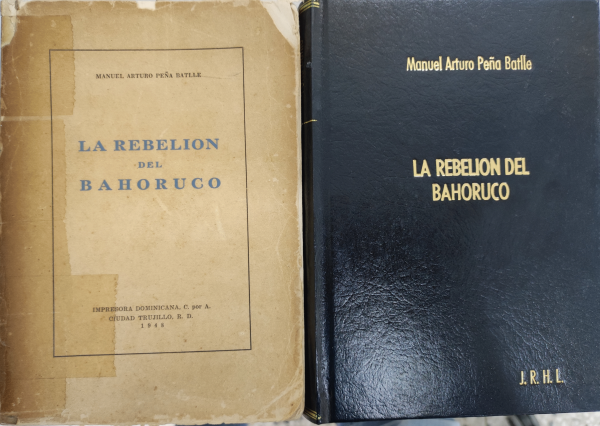 MANUEL ARTURO PEÑA BATLLE
LA REBELION
DEL
BAHORUCO
IMPRESORA DOMINICANA, C. por A.
CIUDAD TRUJILLO, R. D.
Manuel Arturo Peña Batlle
LA REBELION DEL
BAHORUCO
J. R. H. L.